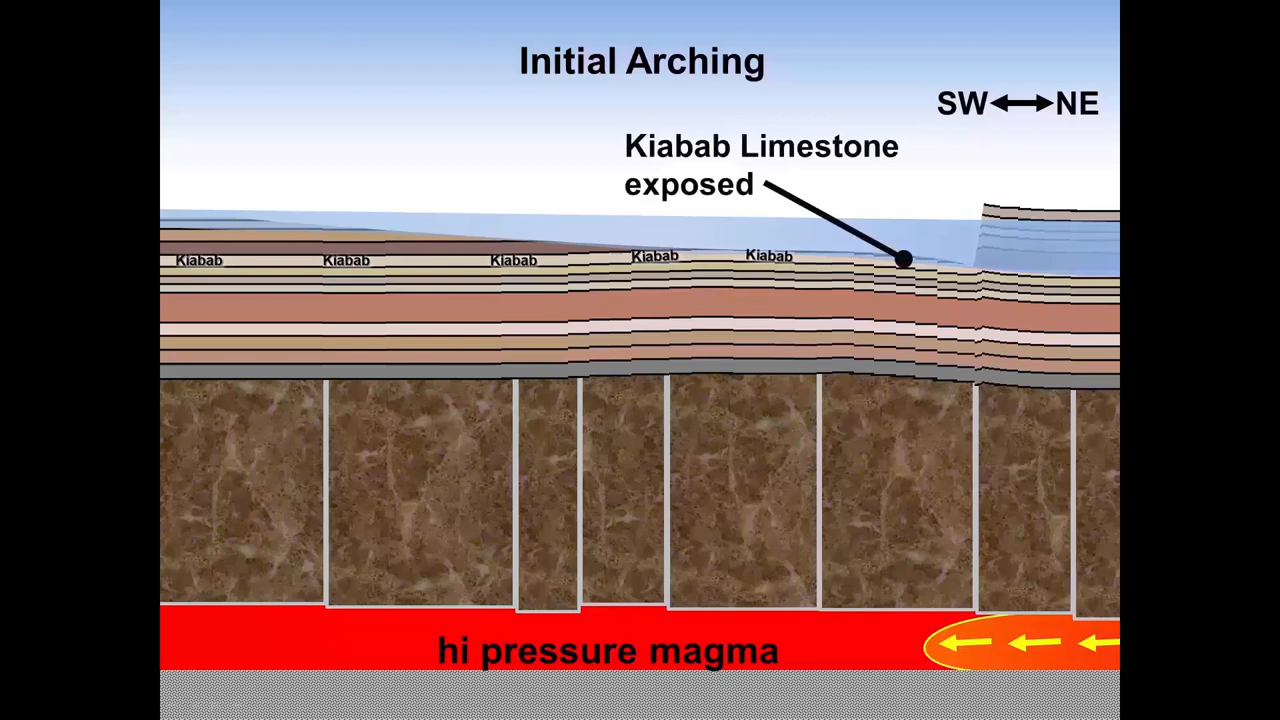 Initial Arching
SW NE
Kiabab Limestone
exposed
Kiabab Kiabab Kiabab Kiabab Kiabab
hi pressure magma